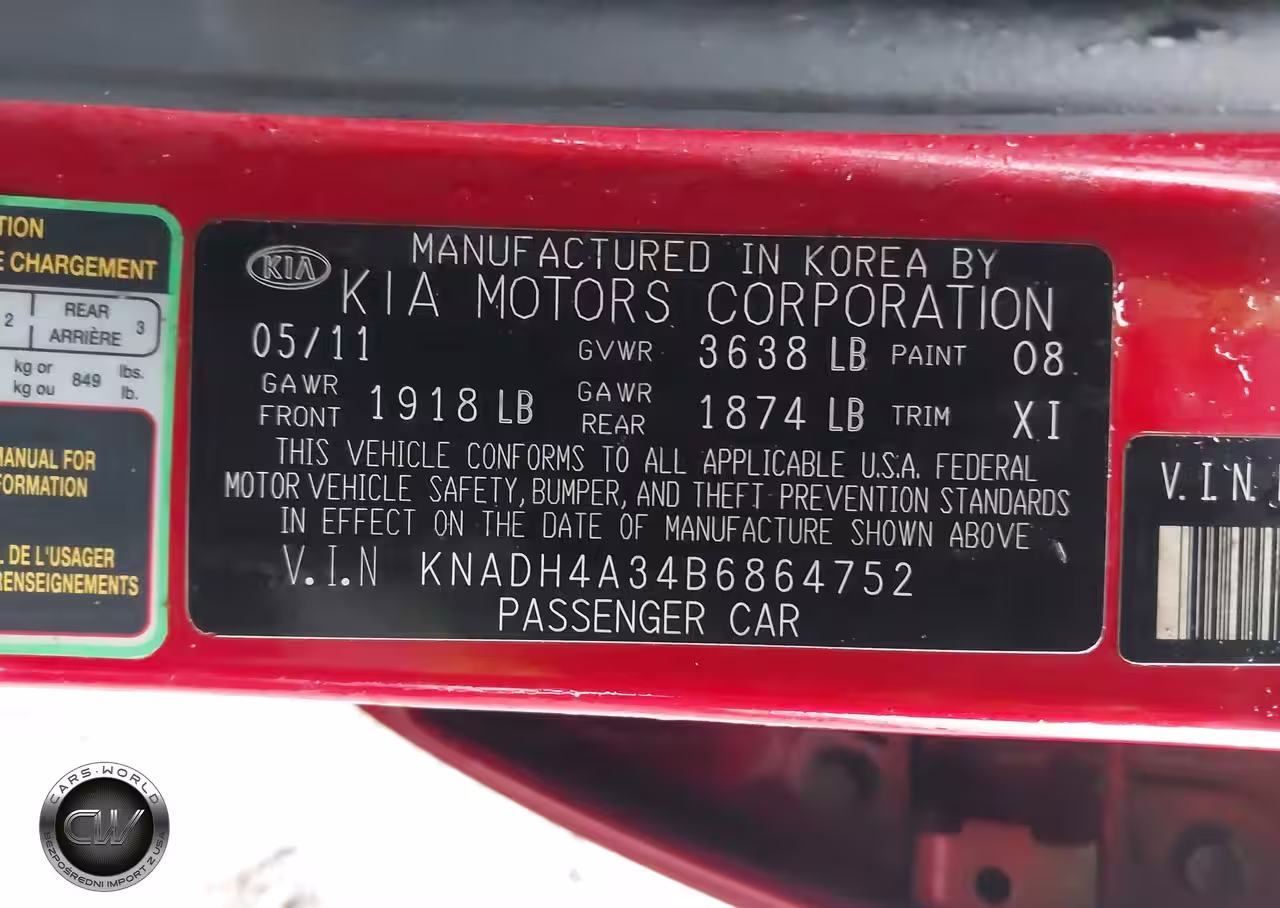 TION
E CHARGEMENT
2 REAR ARRIÈRE 3
kg or kg ou 849 lbs. lb.
MANUAL FOR
FORMATION
L DE L'USAGER
RENSEIGNEMENTS
KIA
MANUFACTURED IN KOREA BY
KIA MOTORS CORPORATION
05/11 GVWR 3638 LB PAINT 08
GAWR FRONT 1918 LB GAWR REAR 1874 LB TRIM XI
THIS VEHICLE CONFORMS TO ALL APPLICABLE U.S.A. FEDERAL
MOTOR VEHICLE SAFETY, BUMPER, AND THEFT PREVENTION STANDARDS
IN EFFECT ON THE DATE OF MANUFACTURE SHOWN ABOVE
V.I.N KNADH4A34B6864752
PASSENGER CAR
V.I.N.
CARS·WORLD
CW
BEZPOŚREDNI IMPORT Z USA